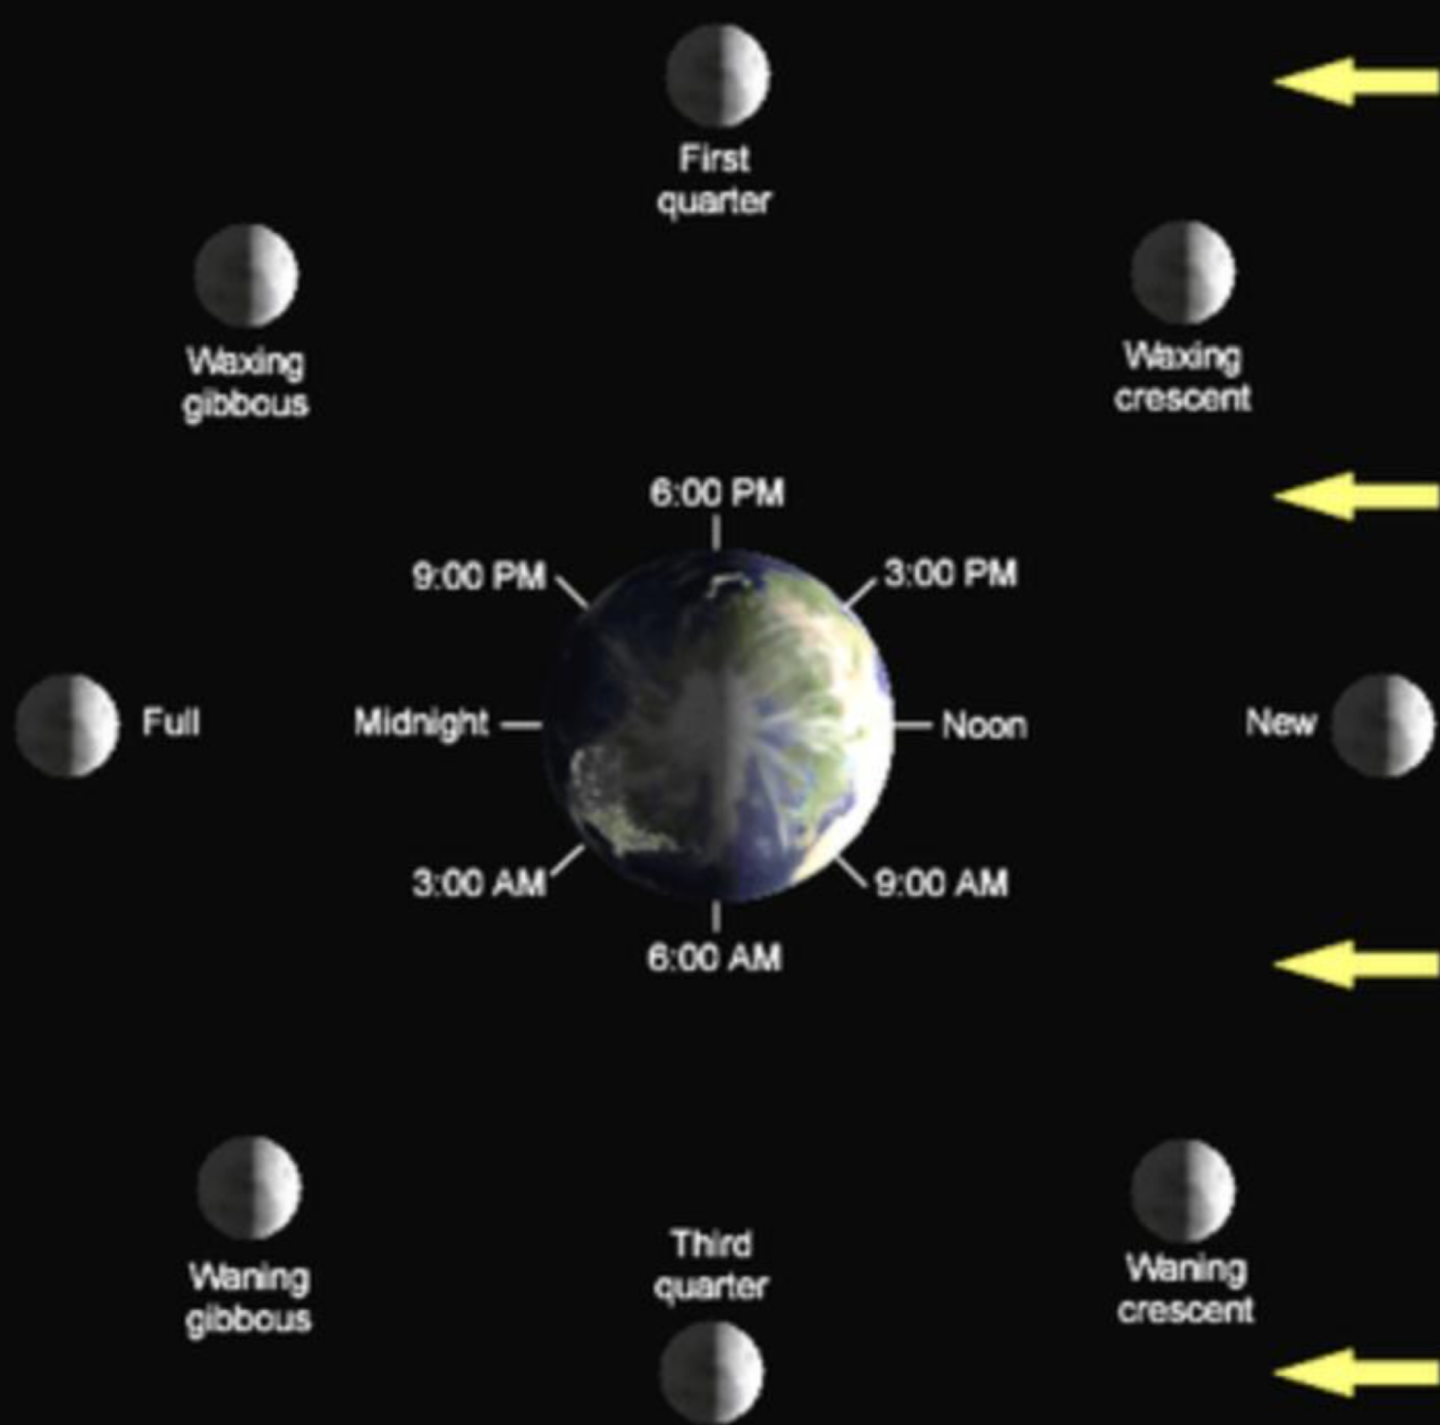 First
quarter
Waxing
gibbous
Waxing
crescent
6:00 PM
9:00 PM
3:00 PM
Full
Midnight
Noon
New
3:00 AM
9:00 AM
6:00 AM
Waning
gibbous
Third
quarter
Waning
crescent